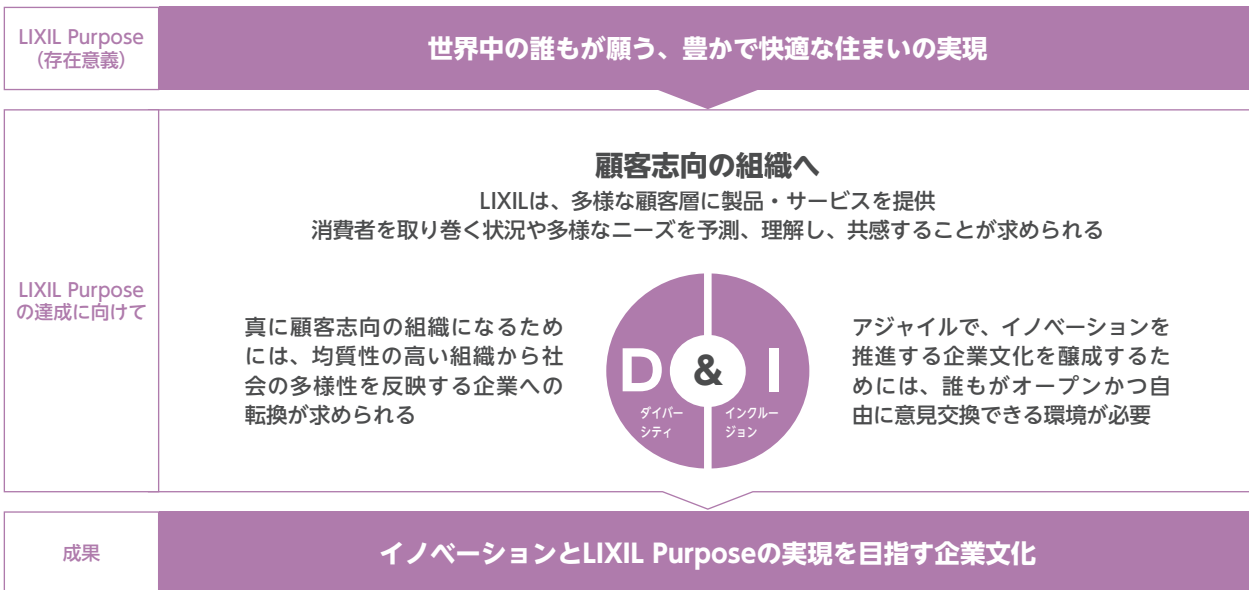 LIXIL Purpose
（存在意義）
世界中の誰もが願う、豊かで快適な住まいの実現
LIXIL Purpose
の達成に向けて
顧客志向の組織へ
LIXILは、多様な顧客層に製品・サービスを提供
消費者を取り巻く状況や多様なニーズを予測、理解し、共感することが求められる
真に顧客志向の組織になるため
には、均質性の高い組織から社
会の多様性を反映する企業への
転換が求められる
D & I
ダイバー
シティ
インクルー
ジョン
アジャイルで、イノベーションを
推進する企業文化を醸成するた
めには、誰もがオープンかつ自
由に意見交換できる環境が必要
成果
イノベーションとLIXIL Purposeの実現を目指す企業文化